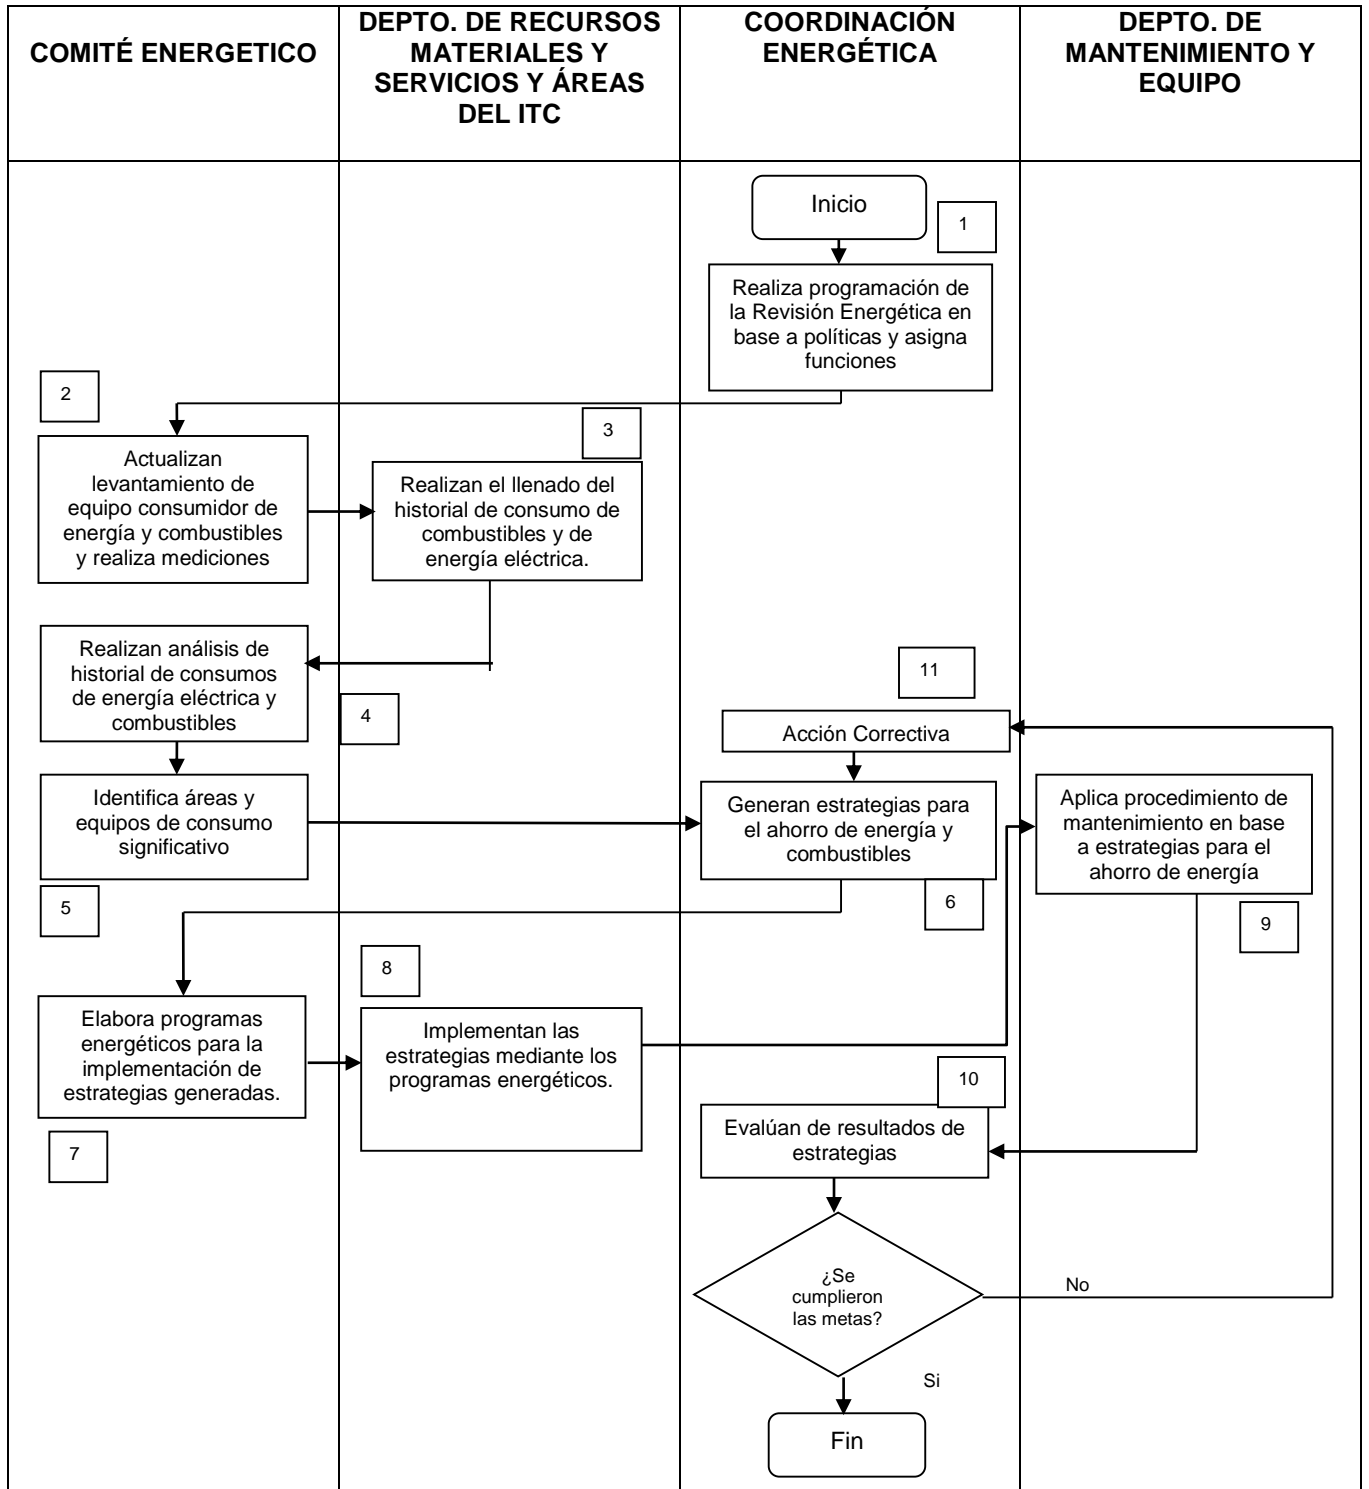 COMITÉ ENERGETICO
DEPTO. DE RECURSOS
MATERIALES Y
SERVICIOS Y ÁREAS
DEL ITC
COORDINACIÓN
ENERGÉTICA
DEPTO. DE
MANTENIMIENTO Y
EQUIPO
Inicio
1
Realiza programación de
la Revisión Energética en
base a políticas y asigna
funciones
2
Actualizan
levantamiento de
equipo consumidor de
energía y combustibles
y realiza mediciones
3
Realizan el llenado del
historial de consumo de
combustibles y de
energía eléctrica.
Realizan análisis de
historial de consumos
de energía eléctrica y
combustibles
4
11
Acción Correctiva
Identifica áreas y
equipos de consumo
significativo
5
Generan estrategias para
el ahorro de energía y
combustibles
6
Aplica procedimiento de
mantenimiento en base
a estrategias para el
ahorro de energía
9
Elabora programas
energéticos para la
implementación de
estrategias generadas.
7
8
Implementan las
estrategias mediante los
programas energéticos.
10
Evalúan de resultados de
estrategias
¿Se
cumplieron
las metas?
No
Si
Fin